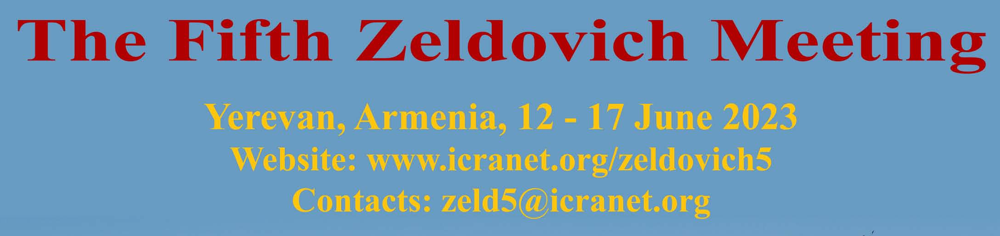 The Fifth Zeldovich Meeting
Yerevan, Armenia, 12 - 17 June 2023
Website: www.icranet.org/zeldovich5
Contacts: zeld5@icranet.org